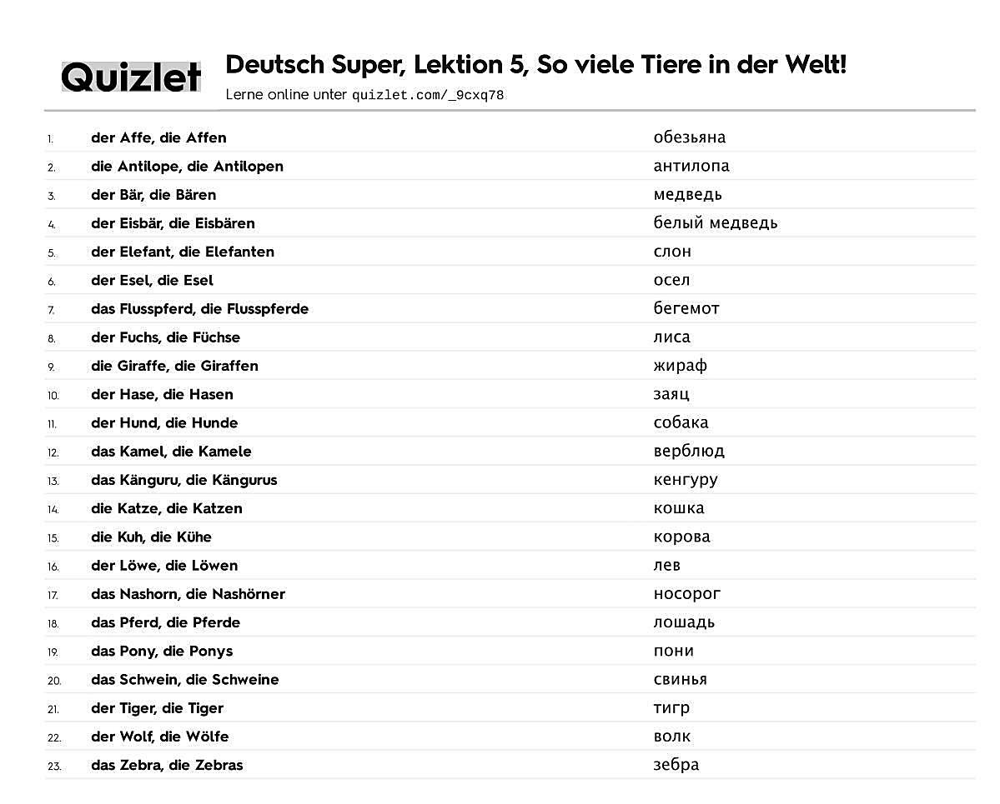 Quizlet
Deutsch Super, Lektion 5, So viele Tiere in der Welt!
Lerne online unter quizlet.com/_9cxq78
1. der Affe, die Affen обезьяна
2. die Antilope, die Antilopen антилопа
3. der Bär, die Bären медведь
4. der Eisbär, die Eisbären белый медведь
5. der Elefant, die Elefanten слон
6. der Esel, die Esel осел
7. das Flusspferd, die Flusspferde бегемот
8. der Fuchs, die Füchse лиса
9. die Giraffe, die Giraffen жираф
10. der Hase, die Hasen заяц
11. der Hund, die Hunde собака
12. das Kamel, die Kamele верблюд
13. das Känguru, die Kängurus кенгуру
14. die Katze, die Katzen кошка
15. die Kuh, die Kühe корова
16. der Löwe, die Löwen лев
17. das Nashorn, die Nashörner носорог
18. das Pferd, die Pferde лошадь
19. das Pony, die Ponys пони
20. das Schwein, die Schweine свинья
21. der Tiger, die Tiger тигр
22. der Wolf, die Wölfe волк
23. das Zebra, die Zebras зебра